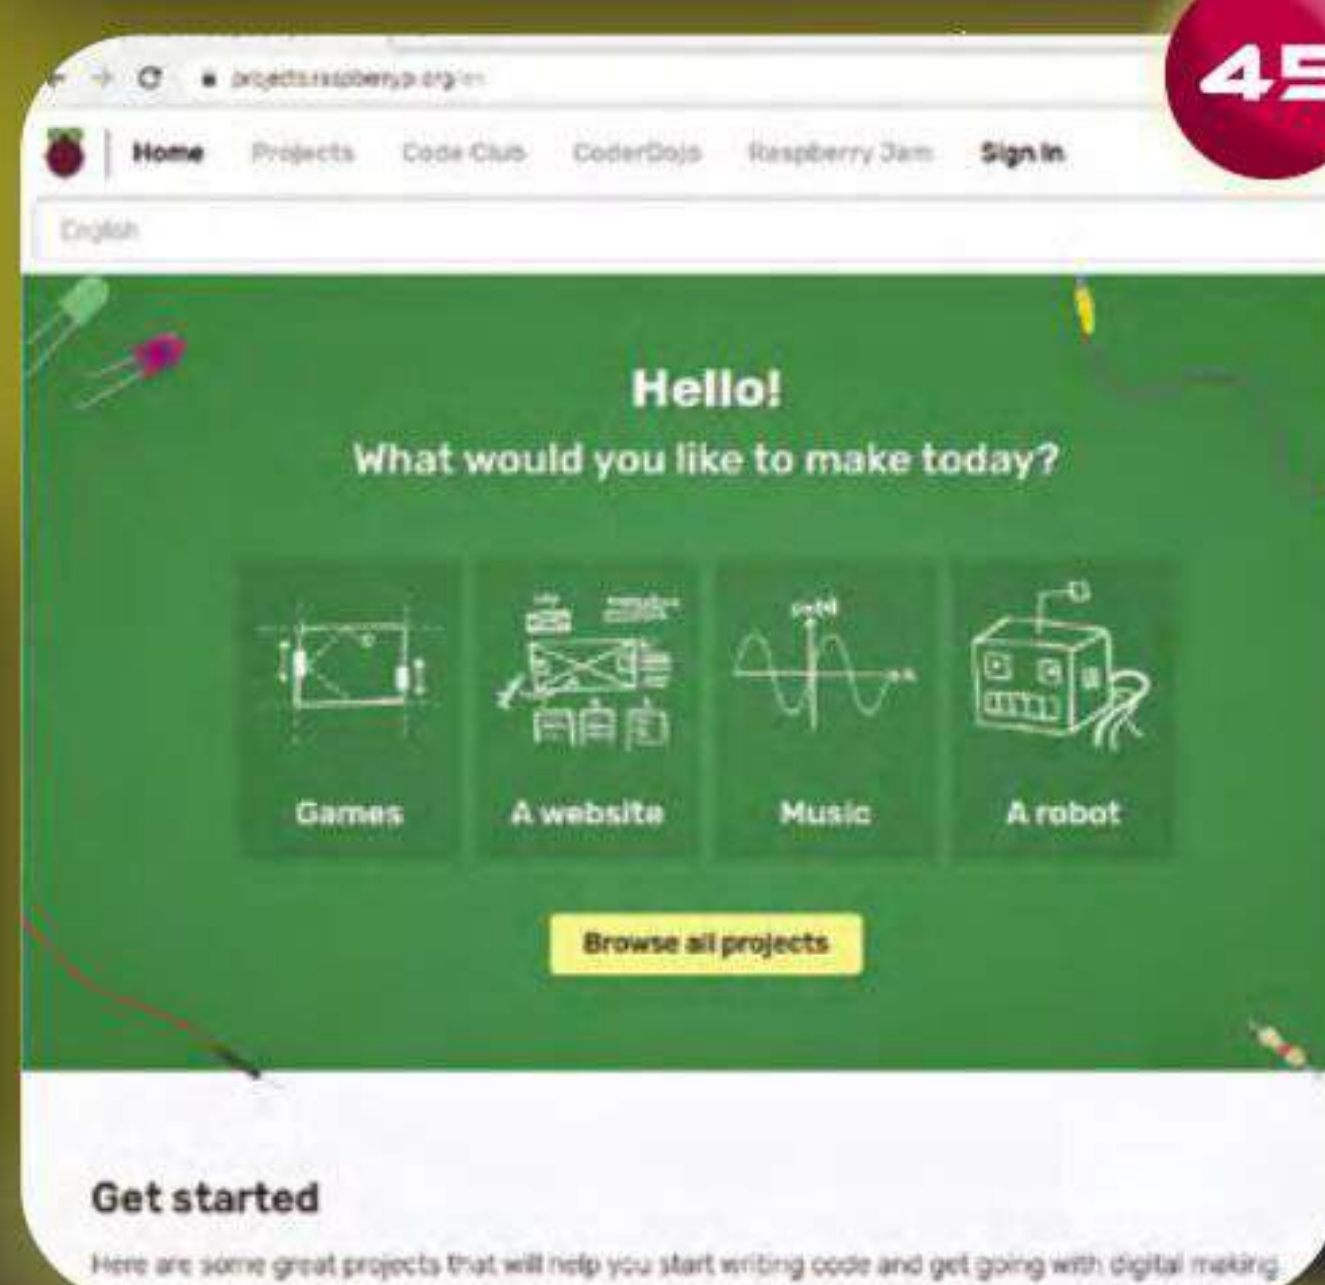 45
projects.raspberrypi.org/en
Home Projects Code Club CoderDojo Raspberry Jam Sign In
English
Hello!
What would you like to make today?
Games A website Music A robot
Browse all projects
Get started
Here are some great projects that will help you start writing code and get going with digital making